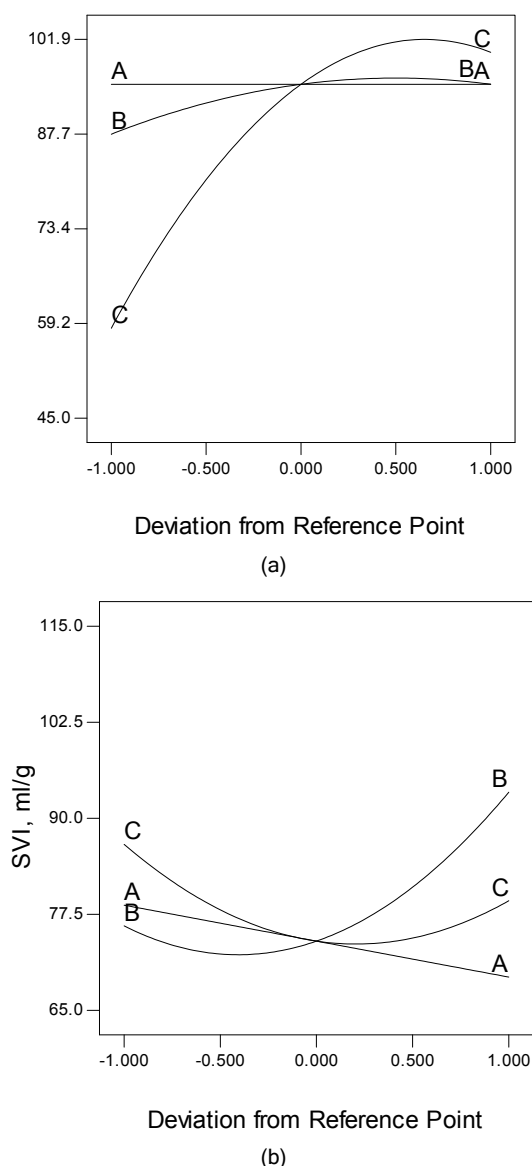 101.9
C
A
B A
87.7
B
73.4
59.2
C
45.0
-1.000 -0.500 0.000 0.500 1.000
Deviation from Reference Point
(a)
115.0
102.5
SVI, ml/g
B
90.0
C
A
C
77.5
B
A
65.0
-1.000 -0.500 0.000 0.500 1.000
Deviation from Reference Point
(b)